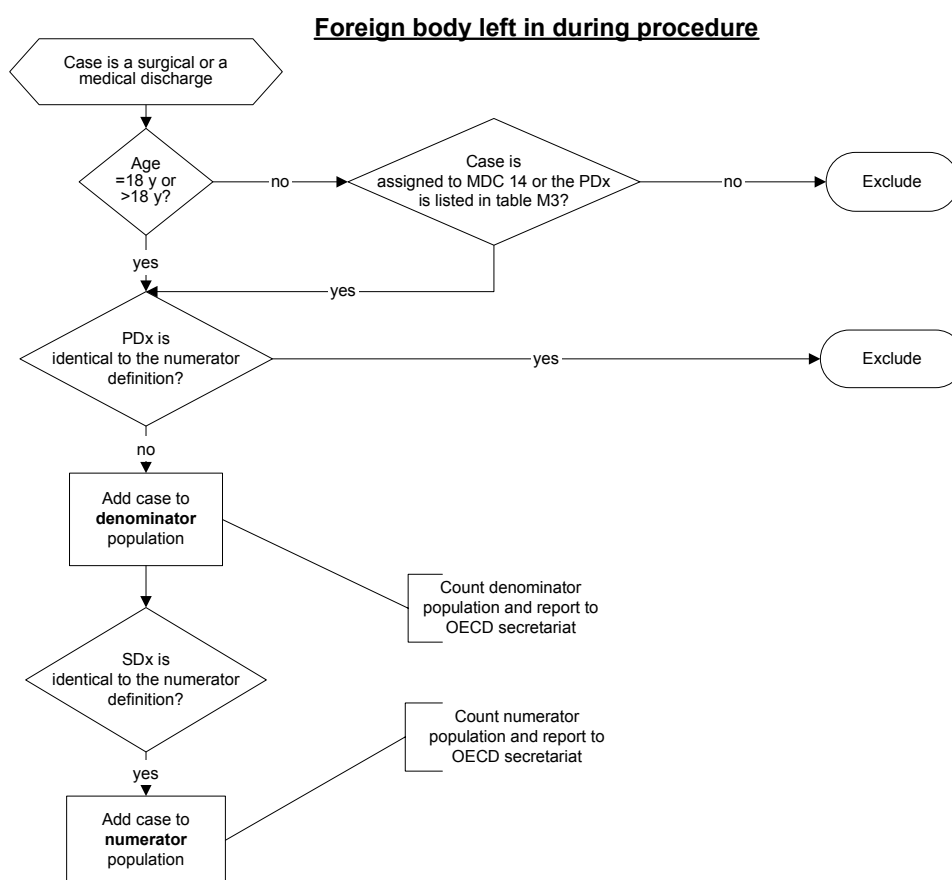 Foreign body left in during procedure
Case is a surgical or a
medical discharge
Age
=18 y or
>18 y?
no
Case is
assigned to MDC 14 or the PDx
is listed in table M3?
no
Exclude
yes
yes
PDx is
identical to the numerator
definition?
yes
Exclude
no
Add case to
denominator
population
Count denominator
population and report to
OECD secretariat
SDx is
identical to the numerator
definition?
Count numerator
population and report to
OECD secretariat
yes
Add case to
numerator
population